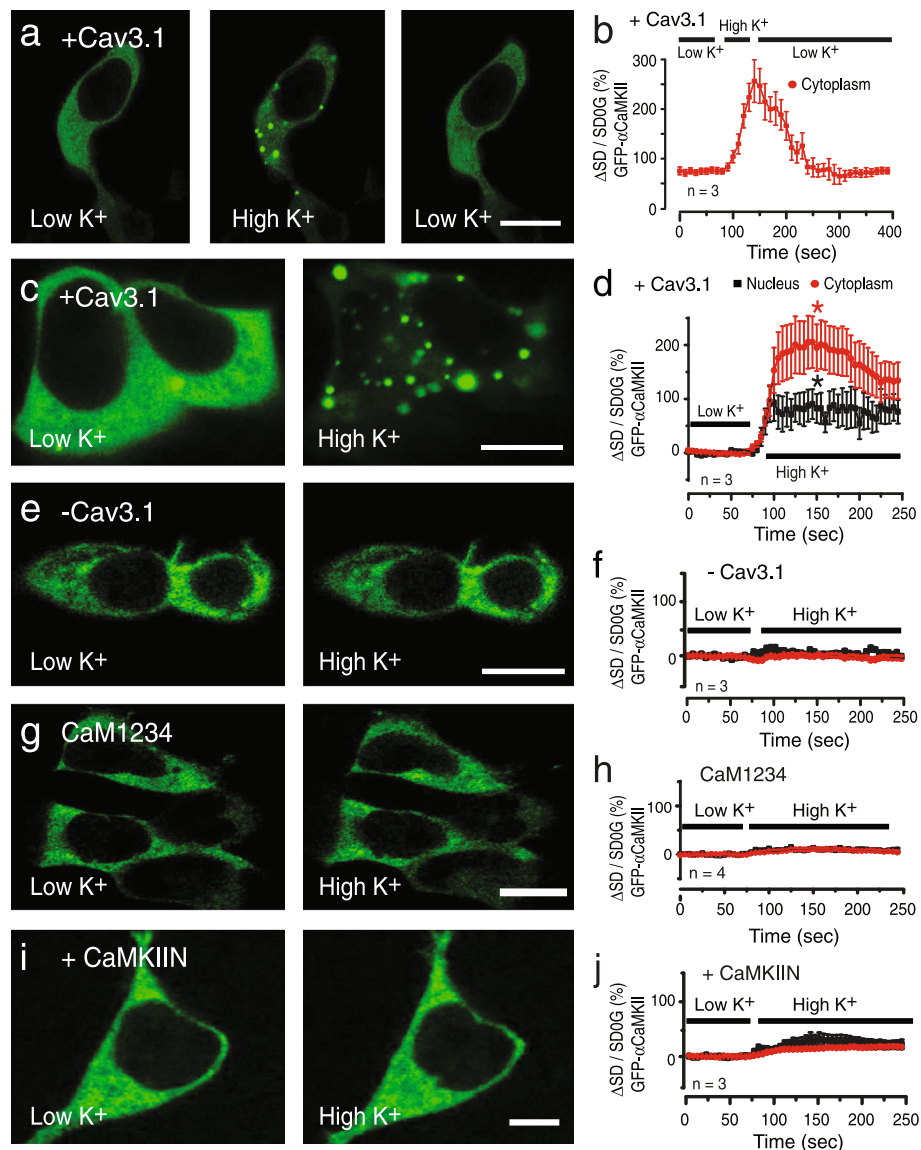 a +Cav3.1
Low K+
High K+
Low K+
b + Cav3.1
High K+
Low K+
Low K+
Cytoplasm
ΔSD / SD0G (%)
GFP-αCaMKII
300
200
100
0
n = 3
0 100 200 300 400
Time (sec)
c +Cav3.1
Low K+
High K+
d + Cav3.1
Nucleus Cytoplasm
*
*
ΔSD / SD0G (%)
GFP-αCaMKII
200
100
0
Low K+
High K+
n = 3
0 50 100 150 200 250
Time (sec)
e -Cav3.1
Low K+
High K+
f - Cav3.1
ΔSD / SD0G (%)
GFP-αCaMKII
100
0
Low K+
High K+
n = 3
0 50 100 150 200 250
Time (sec)
g CaM1234
Low K+
High K+
h CaM1234
ΔSD / SD0G (%)
GFP-αCaMKII
100
0
Low K+
High K+
n = 4
0 50 100 150 200 250
Time (sec)
i + CaMKIIN
Low K+
High K+
j + CaMKIIN
ΔSD / SD0G (%)
GFP-αCaMKII
100
0
Low K+
High K+
n = 3
0 50 100 150 200 250
Time (sec)